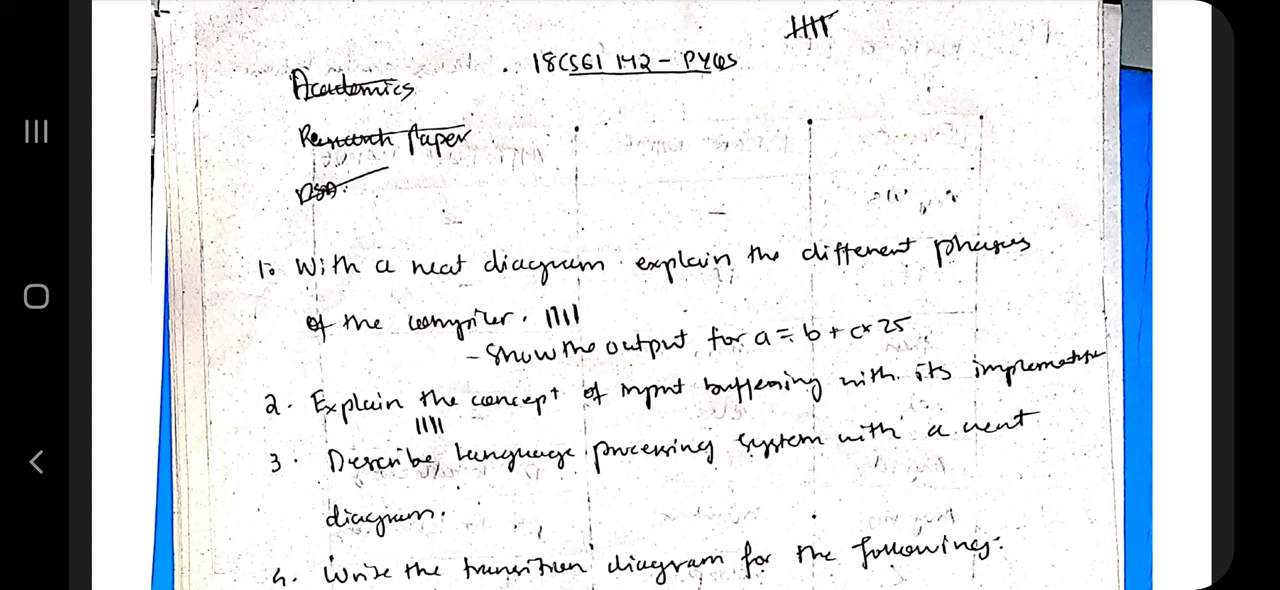 18CS61 M2 - PYQS
Academics
Research Paper
DSA.
1. With a neat diagram explain the different phases
of the compiler. ||||
- Show the output for a = b + c * 25
2. Explain the concept of input buffering with its implementation
||||
3. Describe language processing system with a neat
diagram.
4. Write the transition diagram for the following: